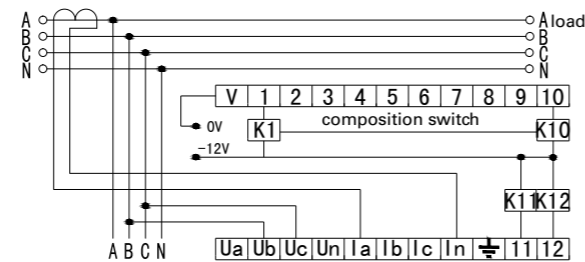 A A load
B B
C C
N N
V 1 2 3 4 5 6 7 8 9 10
0V K1 composition switch K10
-12V
K11 K12
A B C N Ua Ub Uc Un Ia Ib Ic In ⏚ 11 12